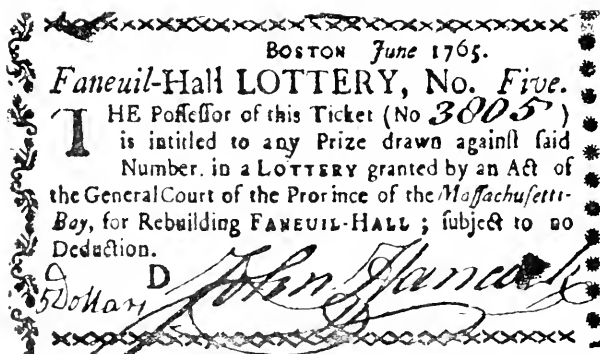 BOSTON June 1765.
Faneuil-Hall LOTTERY, No. Five.
THE Poſſeſſor of this Ticket (No 3805)
is intitled to any Prize drawn againſt ſaid
Number, in a LOTTERY granted by an Act of
the General Court of the Province of the Maſſachuſetts-
Bay, for Rebuilding FANEUIL-HALL; ſubject to no
Deduction.
D John Hancock
5 Dollars